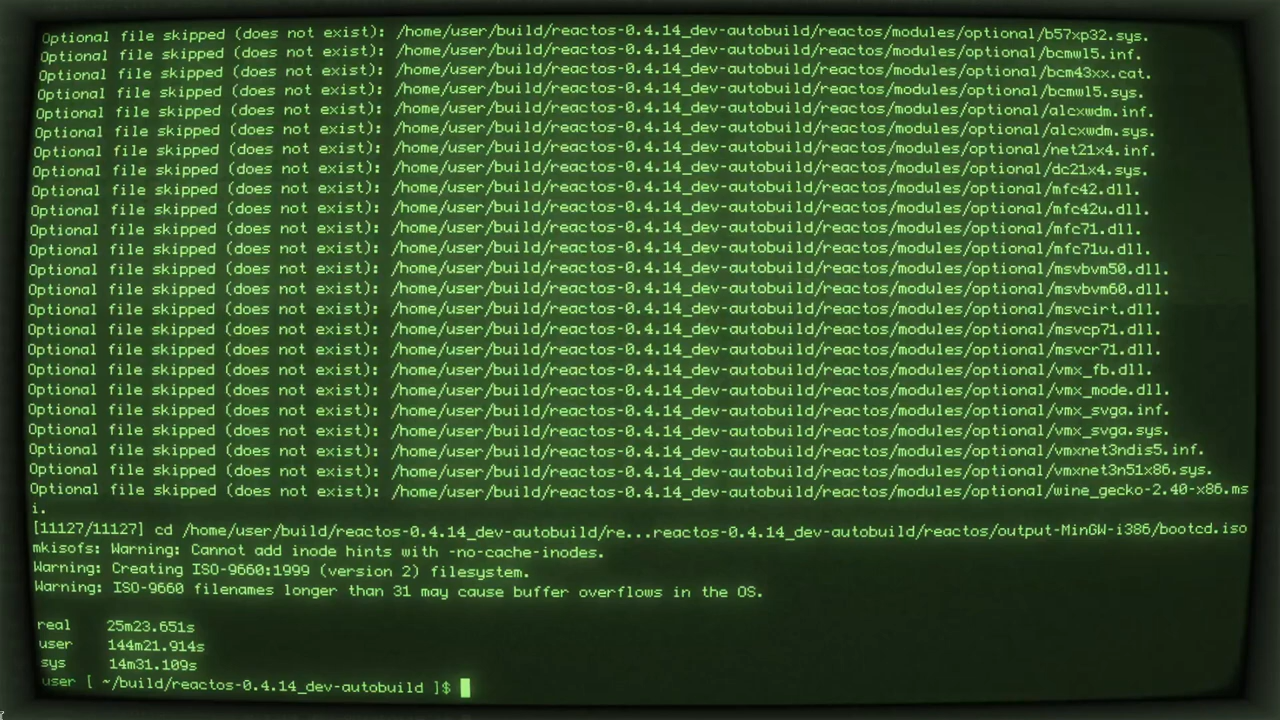 Optional file skipped (does not exist): /home/user/build/reactos-0.4.14_dev-autobuild/reactos/modules/optional/b57xp32.sys.
Optional file skipped (does not exist): /home/user/build/reactos-0.4.14_dev-autobuild/reactos/modules/optional/bcmwl5.inf.
Optional file skipped (does not exist): /home/user/build/reactos-0.4.14_dev-autobuild/reactos/modules/optional/bcm43xx.cat.
Optional file skipped (does not exist): /home/user/build/reactos-0.4.14_dev-autobuild/reactos/modules/optional/bcmwl5.sys.
Optional file skipped (does not exist): /home/user/build/reactos-0.4.14_dev-autobuild/reactos/modules/optional/alcxwdm.inf.
Optional file skipped (does not exist): /home/user/build/reactos-0.4.14_dev-autobuild/reactos/modules/optional/alcxwdm.sys.
Optional file skipped (does not exist): /home/user/build/reactos-0.4.14_dev-autobuild/reactos/modules/optional/net21x4.inf.
Optional file skipped (does not exist): /home/user/build/reactos-0.4.14_dev-autobuild/reactos/modules/optional/dc21x4.sys.
Optional file skipped (does not exist): /home/user/build/reactos-0.4.14_dev-autobuild/reactos/modules/optional/mfc42.dll.
Optional file skipped (does not exist): /home/user/build/reactos-0.4.14_dev-autobuild/reactos/modules/optional/mfc42u.dll.
Optional file skipped (does not exist): /home/user/build/reactos-0.4.14_dev-autobuild/reactos/modules/optional/mfc71.dll.
Optional file skipped (does not exist): /home/user/build/reactos-0.4.14_dev-autobuild/reactos/modules/optional/mfc71u.dll.
Optional file skipped (does not exist): /home/user/build/reactos-0.4.14_dev-autobuild/reactos/modules/optional/msvbvm50.dll.
Optional file skipped (does not exist): /home/user/build/reactos-0.4.14_dev-autobuild/reactos/modules/optional/msvbvm60.dll.
Optional file skipped (does not exist): /home/user/build/reactos-0.4.14_dev-autobuild/reactos/modules/optional/msvcirt.dll.
Optional file skipped (does not exist): /home/user/build/reactos-0.4.14_dev-autobuild/reactos/modules/optional/msvcp71.dll.
Optional file skipped (does not exist): /home/user/build/reactos-0.4.14_dev-autobuild/reactos/modules/optional/msvcr71.dll.
Optional file skipped (does not exist): /home/user/build/reactos-0.4.14_dev-autobuild/reactos/modules/optional/vmx_fb.dll.
Optional file skipped (does not exist): /home/user/build/reactos-0.4.14_dev-autobuild/reactos/modules/optional/vmx_mode.dll.
Optional file skipped (does not exist): /home/user/build/reactos-0.4.14_dev-autobuild/reactos/modules/optional/vmx_svga.inf.
Optional file skipped (does not exist): /home/user/build/reactos-0.4.14_dev-autobuild/reactos/modules/optional/vmx_svga.sys.
Optional file skipped (does not exist): /home/user/build/reactos-0.4.14_dev-autobuild/reactos/modules/optional/vmxnet3ndis5.inf.
Optional file skipped (does not exist): /home/user/build/reactos-0.4.14_dev-autobuild/reactos/modules/optional/vmxnet3n51x86.sys.
Optional file skipped (does not exist): /home/user/build/reactos-0.4.14_dev-autobuild/reactos/modules/optional/wine_gecko-2.40-x86.ms
i.
[11127/11127] cd /home/user/build/reactos-0.4.14_dev-autobuild/re...reactos-0.4.14_dev-autobuild/reactos/output-MinGW-i386/bootcd.iso
mkisofs: Warning: Cannot add inode hints with -no-cache-inodes.
Warning: Creating ISO-9660:1999 (version 2) filesystem.
Warning: ISO-9660 filenames longer than 31 may cause buffer overflows in the OS.
real 25m23.651s
user 144m21.914s
sys 14m31.109s
user [ ~/build/reactos-0.4.14_dev-autobuild ]$